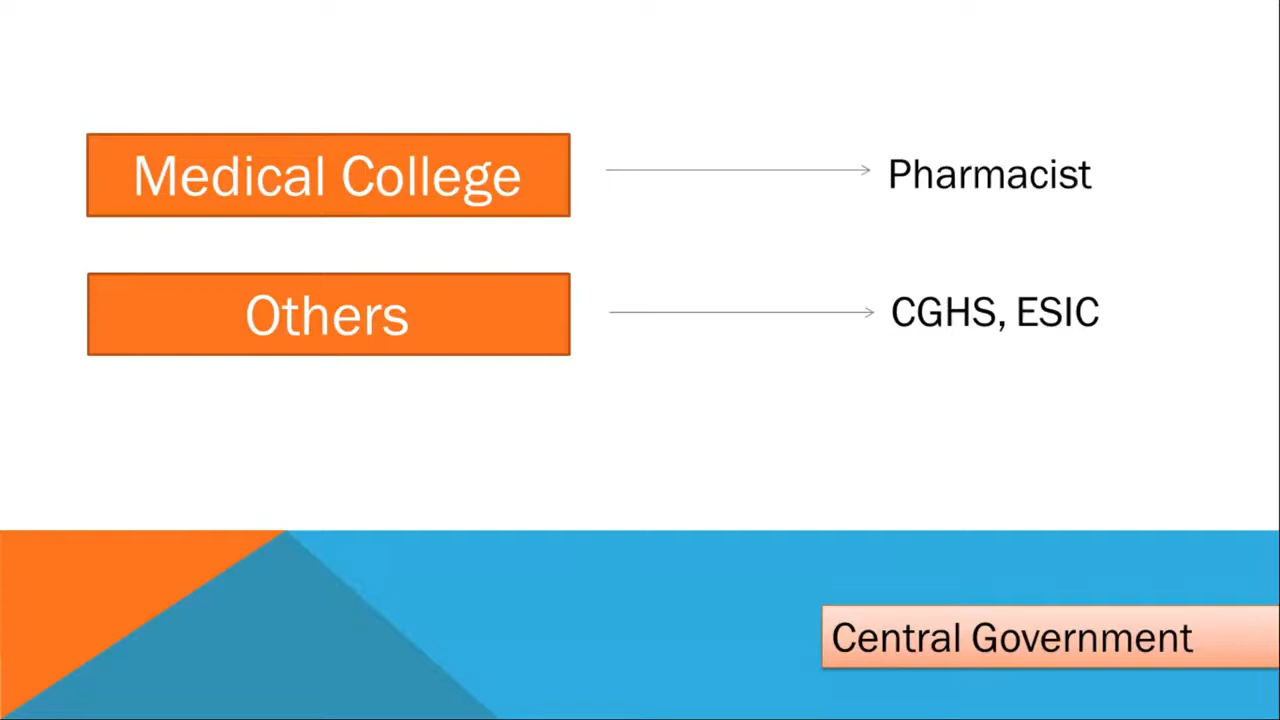 Medical College
Pharmacist
Others
CGHS, ESIC
Central Government